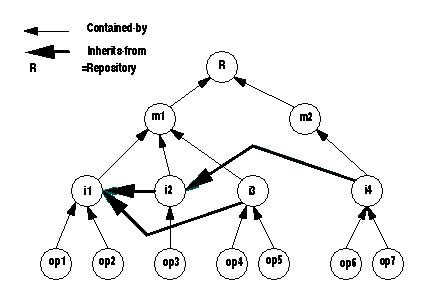 Contained-by
Inherits-from
R =Repository
R
m1 m2
i1 i2 i3 i4
op1 op2 op3 op4 op5 op6 op7